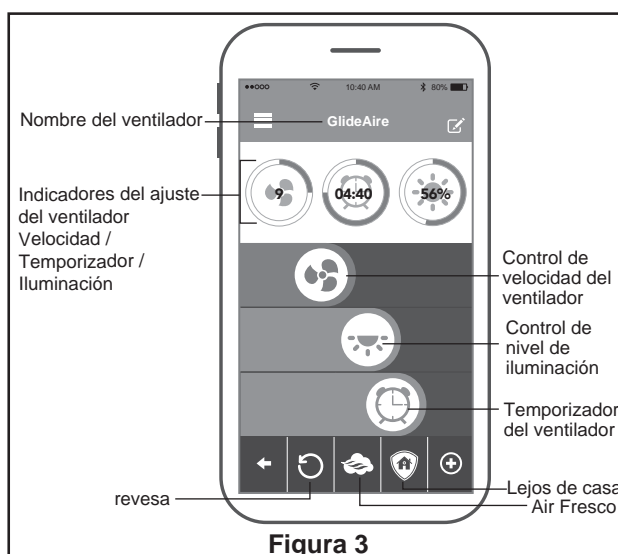 10:40 AM
80%
Nombre del ventilador
GlideAire
Indicadores del ajuste
del ventilador
Velocidad /
Temporizador /
Iluminación
9
04:40
56%
Control de
velocidad del
ventilador
Control de
nivel de
iluminación
Temporizador
del ventilador
revesa
Lejos de casa
Air Fresco
Figura 3